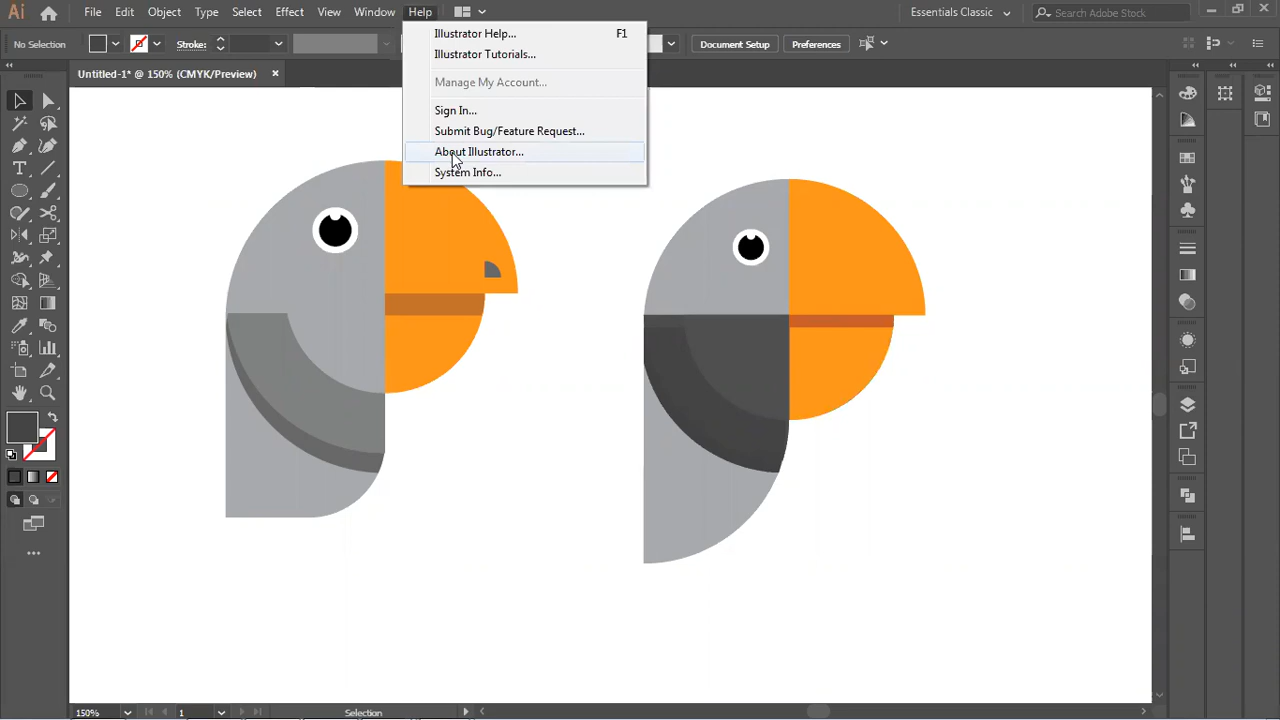 Ai File Edit Object Type Select Effect View Window Help Essentials Classic Search Adobe Stock
No Selection Stroke: Document Setup Preferences
Untitled-1* @ 150% (CMYK/Preview) ×
Illustrator Help... F1
Illustrator Tutorials...
Manage My Account...
Sign In...
Submit Bug/Feature Request...
About Illustrator...
System Info...
150% 1 Selection